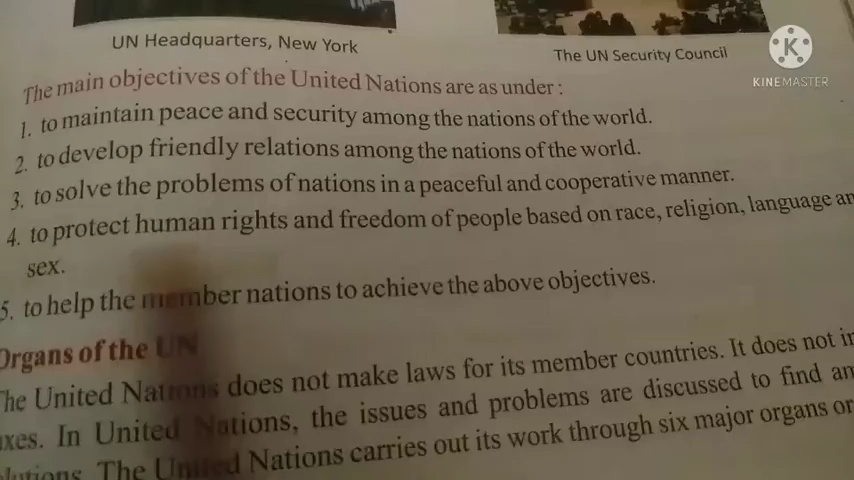 UN Headquarters, New York
The UN Security Council
KINEMASTER
The main objectives of the United Nations are as under :
1. to maintain peace and security among the nations of the world.
2. to develop friendly relations among the nations of the world.
3. to solve the problems of nations in a peaceful and cooperative manner.
4. to protect human rights and freedom of people based on race, religion, language
sex.
5. to help the member nations to achieve the above objectives.
Organs of the UN
The United Nations does not make laws for its member countries. It does not
In United Nations, the issues and problems are discussed to find
The United Nations carries out its work through six major organs or